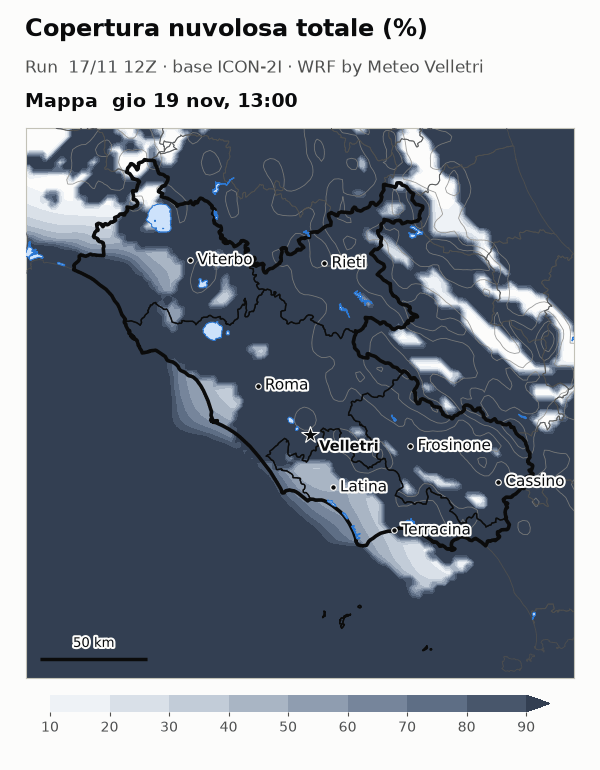 Copertura nuvolosa totale (%)
Run  17/11 12Z · base ICON-2I · WRF by Meteo Velletri
Mappa  gio 19 nov, 13:00
Viterbo
Rieti
Roma
Velletri
Frosinone
Cassino
Latina
Terracina
50 km
10 20 30 40 50 60 70 80 90